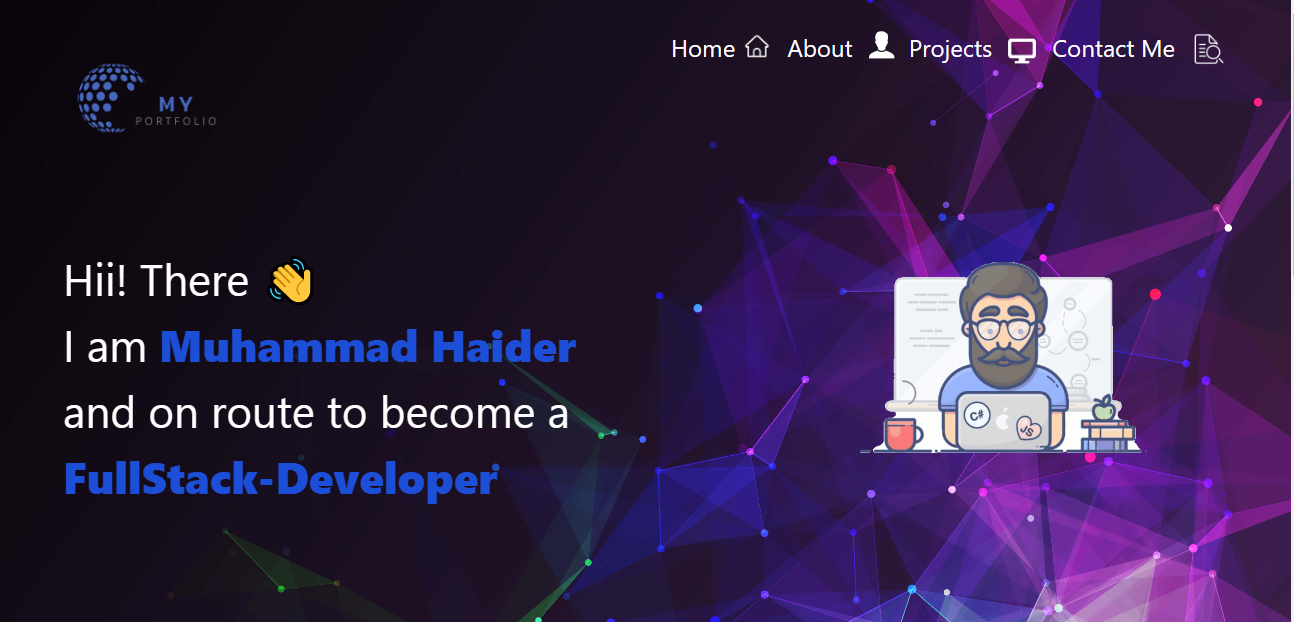 Home About Projects Contact Me
MY
PORTFOLIO
Hii! There 👋
I am Muhammad Haider
and on route to become a
FullStack-Developer
C#
JS